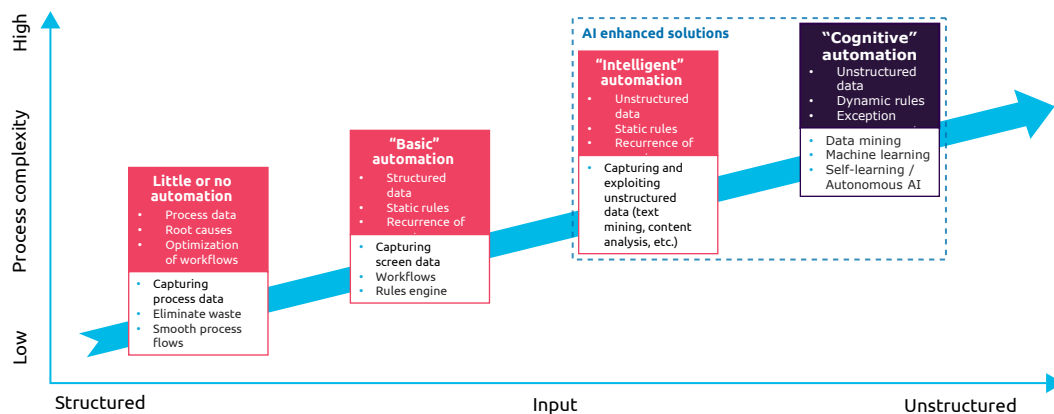 High
Process complexity
Low
AI enhanced solutions
Little or no
automation
• Process data
• Root causes
• Optimization
of workflows
• Capturing
process data
• Eliminate waste
• Smooth process
flows
“Basic”
automation
• Structured
data
• Static rules
• Recurrence of
• Capturing
screen data
• Workflows
• Rules engine
“Intelligent”
automation
• Unstructured
data
• Static rules
• Recurrence of
• Capturing and
exploiting
unstructured
data (text
mining, content
analysis, etc.)
“Cognitive”
automation
• Unstructured
data
• Dynamic rules
• Exception
• Data mining
• Machine learning
• Self-learning /
Autonomous AI
Structured
Input
Unstructured